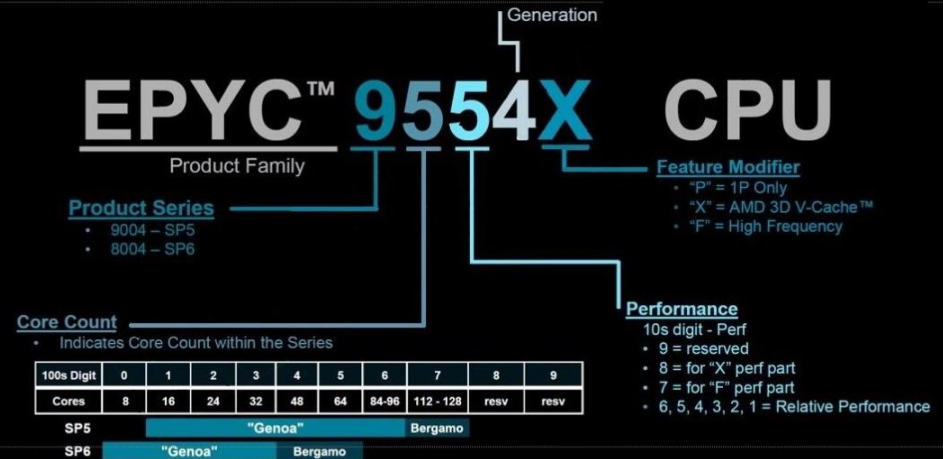 Generation
EPYC™ 9554X CPU
Product Family
Feature Modifier
• "P" = 1P Only
• "X" = AMD 3D V-Cache™
• "F" = High Frequency
Product Series
• 9004 – SP5
• 8004 – SP6
Performance
10s digit - Perf
• 9 = reserved
• 8 = for "X" perf part
• 7 = for "F" perf part
• 6, 5, 4, 3, 2, 1 = Relative Performance
Core Count
• Indicates Core Count within the Series
100s Digit 0 1 2 3 4 5 6 7 8 9
Cores 8 16 24 32 48 64 84-96 112 - 128 resv resv
SP5 "Genoa" Bergamo
SP6 "Genoa" Bergamo